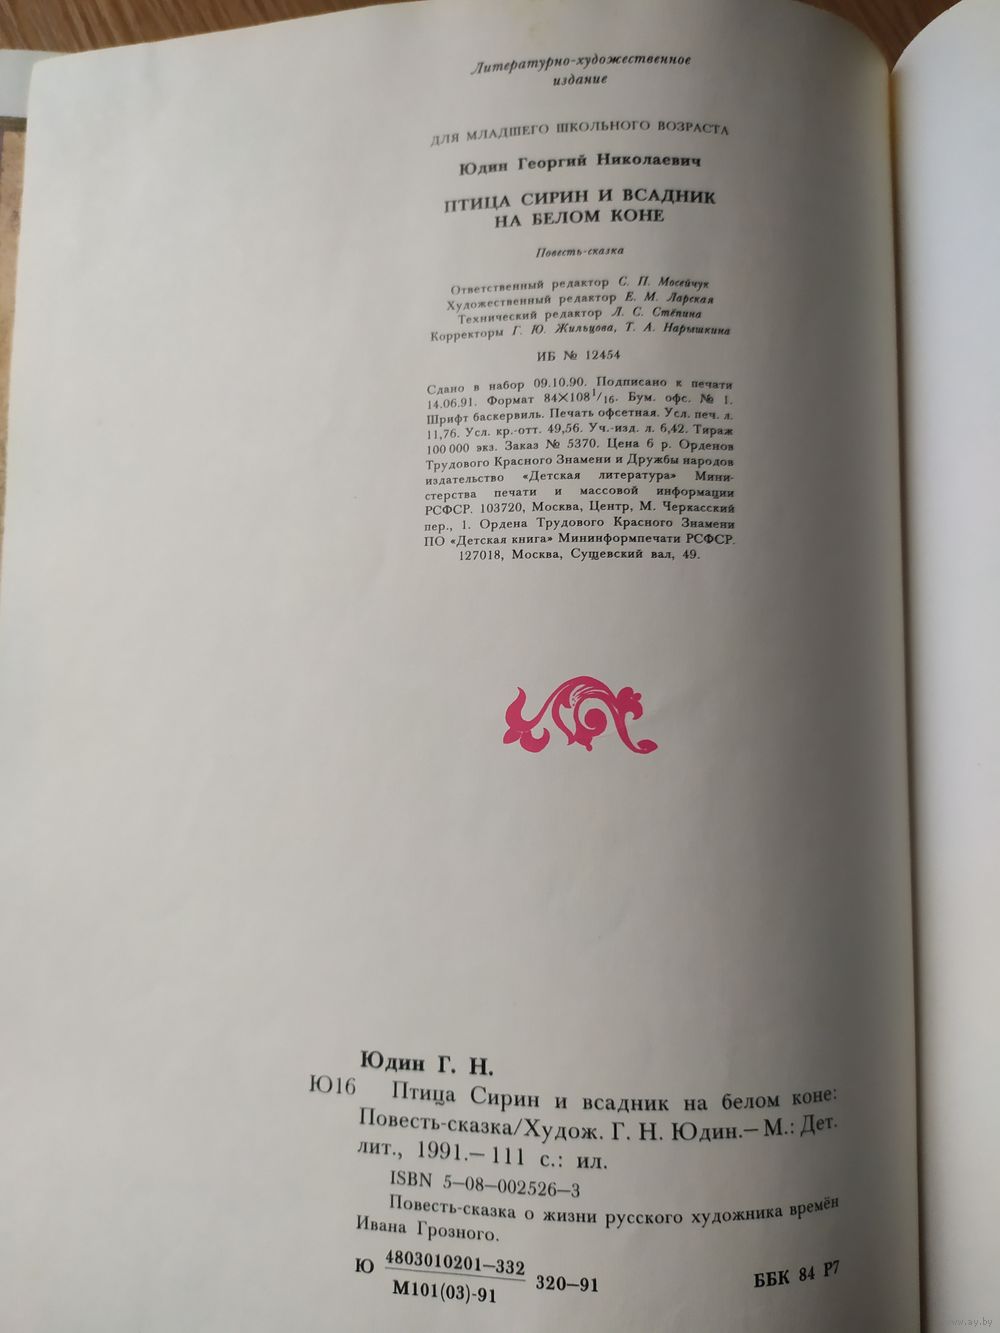 Литературно-художественное
издание
ДЛЯ МЛАДШЕГО ШКОЛЬНОГО ВОЗРАСТА
Юдин Георгий Николаевич
ПТИЦА СИРИН И ВСАДНИК
НА БЕЛОМ КОНЕ
Повесть-сказка
Ответственный редактор С. П. Мосейчук
Художественный редактор Е. М. Ларская
Технический редактор Л. С. Стёпина
Корректоры Г. Ю. Жильцова, Т. А. Нарышкина
ИБ № 12454
Сдано в набор 09.10.90. Подписано к печати
14.06.91. Формат 84×108 1/16. Бум. офс. № 1.
Шрифт баскервиль. Печать офсетная. Усл. печ. л.
11,76. Усл. кр.-отт. 49,56. Уч.-изд. л. 6,42. Тираж
100 000 экз. Заказ № 5370. Цена 6 р. Орденов
Трудового Красного Знамени и Дружбы народов
издательство «Детская литература» Мини-
стерства печати и массовой информации
РСФСР. 103720, Москва, Центр, М. Черкасский
пер., 1. Ордена Трудового Красного Знамени
ПО «Детская книга» Мининформпечати РСФСР.
127018, Москва, Сущевский вал, 49.
Юдин Г. Н.
Ю16 Птица Сирин и всадник на белом коне:
Повесть-сказка/Худож. Г. Н. Юдин.— М.: Дет.
лит., 1991.— 111 с.: ил.
ISBN 5—08—002526—3
Повесть-сказка о жизни русского художника времён
Ивана Грозного.
Ю 4803010201—332 320—91
М101(03)-91
ББК 84 Р7
www.ay.by